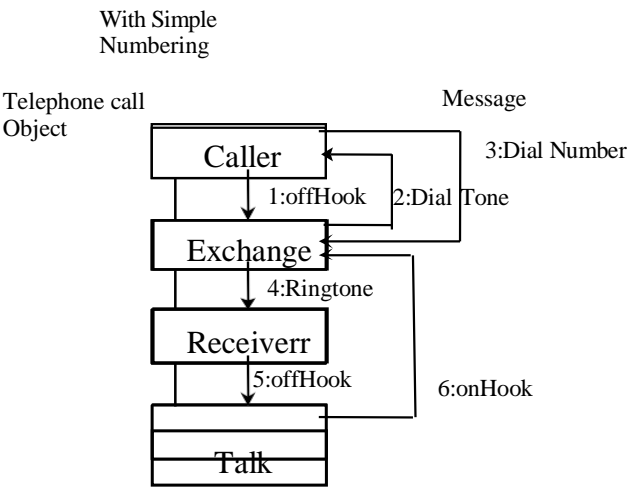 With Simple
Numbering
Telephone call
Object
Message
3:Dial Number
Caller
1:offHook
2:Dial Tone
Exchange
4:Ringtone
Receiverr
5:offHook
6:onHook
Talk